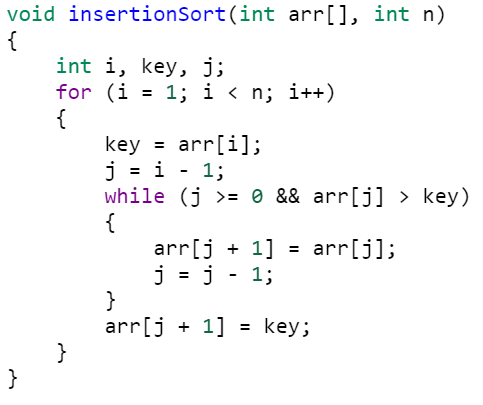 void insertionSort(int arr[], int n)
{
    int i, key, j;
    for (i = 1; i < n; i++)
    {
        key = arr[i];
        j = i - 1;
        while (j >= 0 && arr[j] > key)
        {
            arr[j + 1] = arr[j];
            j = j - 1;
        }
        arr[j + 1] = key;
    }
}